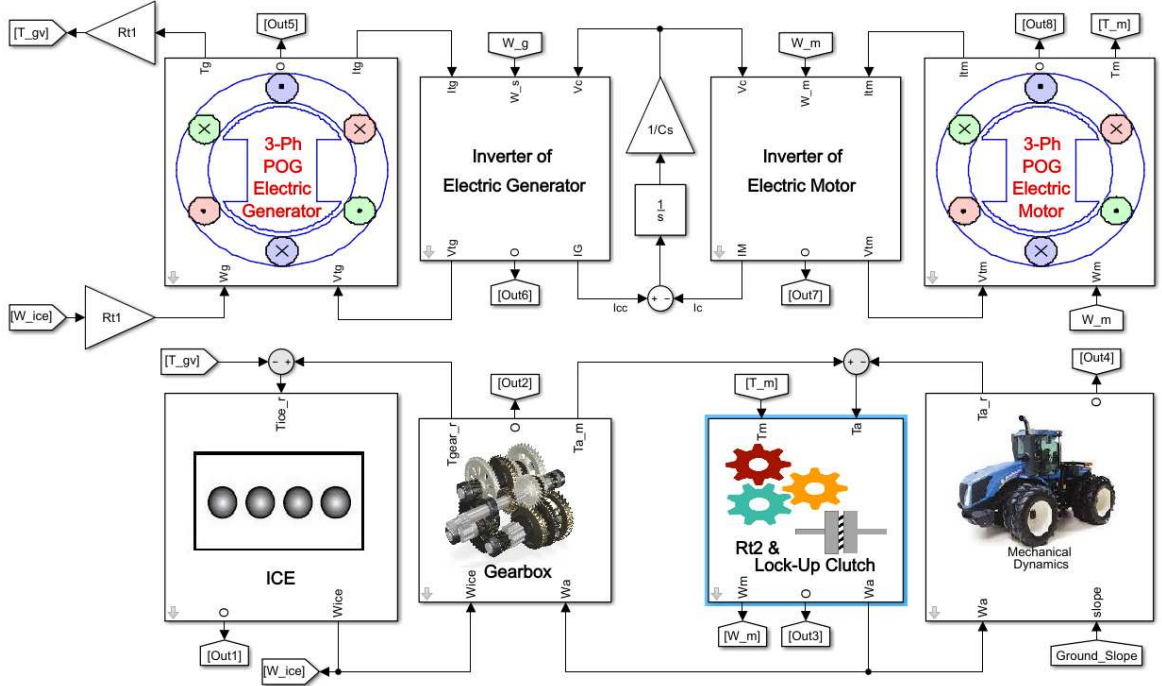 [T_gv]
Rt1
[Out5]
W_g
W_m
[Out8]
[T_m]
Tg
O
Itg
Itg
W_s
Vc
Vc
W_m
Itm
Itm
O
Tm
3-Ph
POG
Electric
Generator
Inverter of
Electric Generator
1/Cs
1
s
Inverter of
Electric Motor
3-Ph
POG
Electric
Motor
Wg
Vtg
Vtg
O
IG
IM
O
Vtm
Vtm
Wm
[W_ice]
Rt1
[Out6]
Icc
+ −
Ic
[Out7]
W_m
[T_gv]
− +
[Out2]
[T_m]
+ −
[Out4]
Tice_r
Tgear_r
O
Ta_m
Tm
Ta
Ta_r
O
ICE
Gearbox
Rt2 &
Lock-Up Clutch
Mechanical
Dynamics
O
Wice
Wice
Wa
Wm
O
Wa
Wa
slope
[Out1]
[W_ice]
[W_m]
[Out3]
Ground_Slope